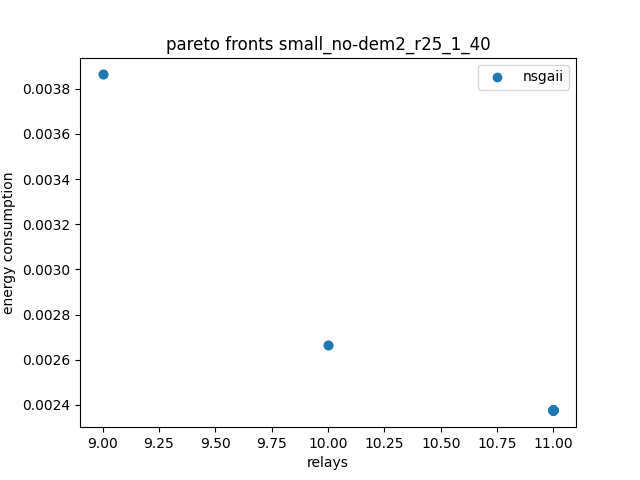 pareto fronts small_no-dem2_r25_1_40
nsgaii
energy consumption
0.0038
0.0036
0.0034
0.0032
0.0030
0.0028
0.0026
0.0024
9.00 9.25 9.50 9.75 10.00 10.25 10.50 10.75 11.00
relays